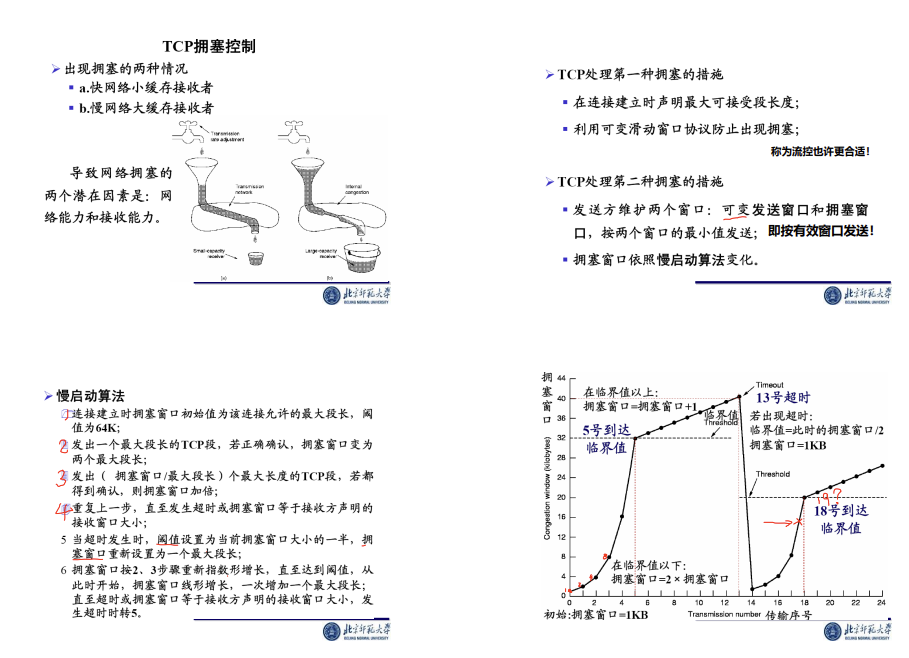 TCP拥塞控制
出现拥塞的两种情况
a.快网络小缓存接收者
b.慢网络大缓存接收者
导致网络拥塞的
两个潜在因素是：网
络能力和接收能力。
Transmission
rate adjustment
Transmission
network
Internal
congestion
Small-capacity
receiver
Large-capacity
receiver
(a)
(b)
北京师范大学
BEIJING NORMAL UNIVERSITY
TCP处理第一种拥塞的措施
在连接建立时声明最大可接受段长度；
利用可变滑动窗口协议防止出现拥塞；
称为流控也许更合适！
TCP处理第二种拥塞的措施
发送方维护两个窗口：可变发送窗口和拥塞窗
口，按两个窗口的最小值发送；即按有效窗口发送！
拥塞窗口依照慢启动算法变化。
北京师范大学
BEIJING NORMAL UNIVERSITY
慢启动算法
1 连接建立时拥塞窗口初始值为该连接允许的最大段长，阈
值为64K；
2 发出一个最大段长的TCP段，若正确确认，拥塞窗口变为
两个最大段长；
3 发出（ 拥塞窗口/最大段长）个最大长度的TCP段，若都
得到确认，则拥塞窗口加倍；
4 重复上一步，直至发生超时或拥塞窗口等于接收方声明的
接收窗口大小；
5 当超时发生时，阈值设置为当前拥塞窗口大小的一半，拥
塞窗口重新设置为一个最大段长；
6 拥塞窗口按2、3步骤重新指数形增长，直至达到阈值，从
此时开始，拥塞窗口线形增长，一次增加一个最大段长；
直至超时或拥塞窗口等于接收方声明的接收窗口大小，发
生超时时转5。
北京师范大学
BEIJING NORMAL UNIVERSITY
拥塞窗口
Congestion window (kilobytes)
44
40
36
32
28
24
20
16
12
8
4
0
在临界值以上:
拥塞窗口=拥塞窗口+1
5号到达
临界值
临界值
Threshold
Timeout
13号超时
若出现超时:
临界值=此时的拥塞窗口/2
拥塞窗口=1KB
Threshold
19?
18号到达
临界值
在临界值以下:
拥塞窗口=2 × 拥塞窗口
0 2 4 6 8 10 12 14 16 18 20 22 24
初始:拥塞窗口=1KB
Transmission number 传输序号
北京师范大学
BEIJING NORMAL UNIVERSITY